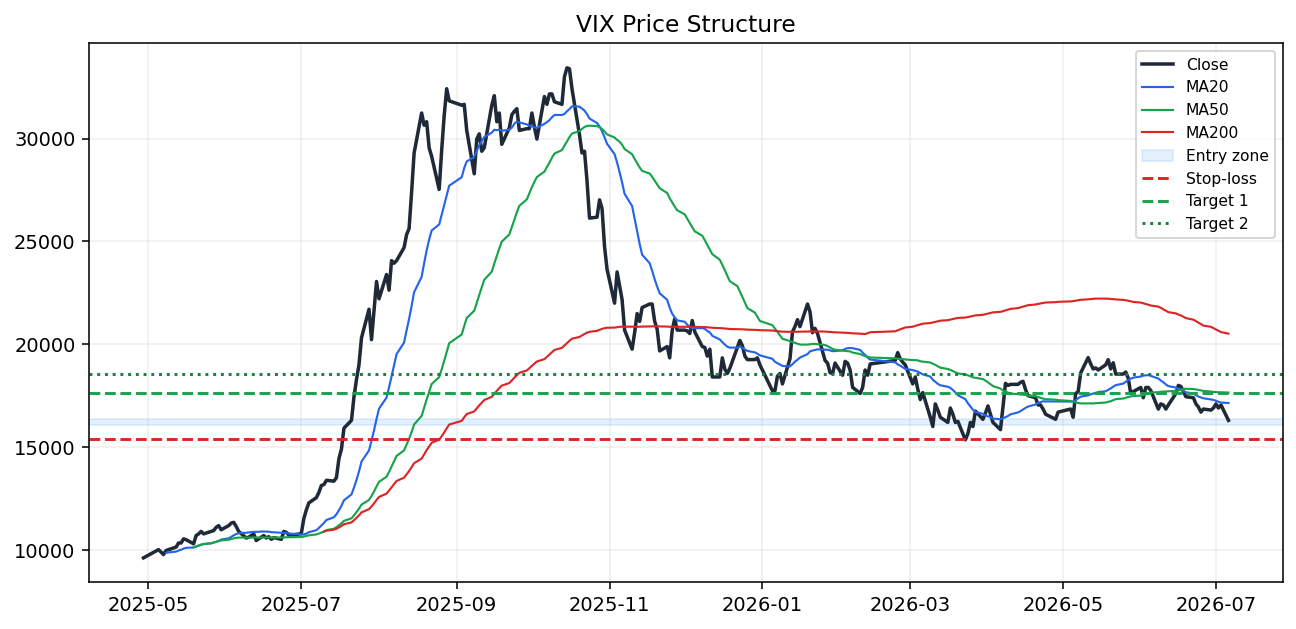 VIX Price Structure
Close
MA20
MA50
MA200
Entry zone
Stop-loss
Target 1
Target 2
30000
25000
20000
15000
10000
2025-05 2025-07 2025-09 2025-11 2026-01 2026-03 2026-05 2026-07